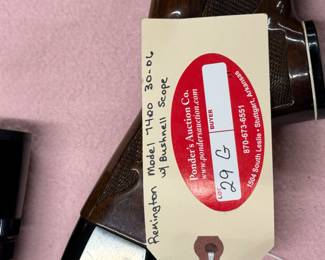 Remington Model 7400 30-06
w/ Bushnell Scope
Ponder's Auction Co.
www.pondersauction.com
LOT
29 G
BUYER
870-673-6551
1504 South Leslie • Stuttgart, Arkansas